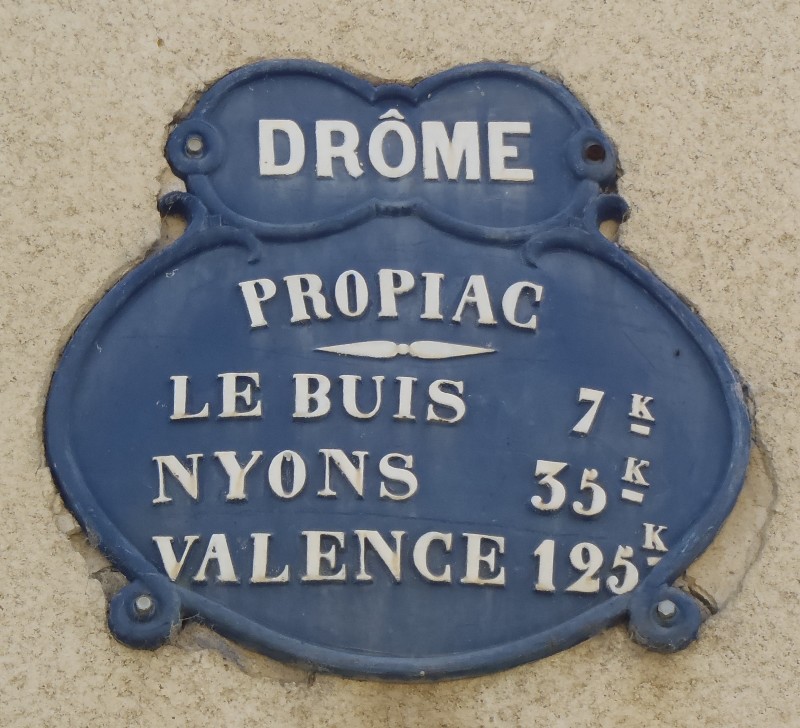 DRÔME
PROPIAC
LE BUIS 7 K
NYONS 35 K
VALENCE 125 K